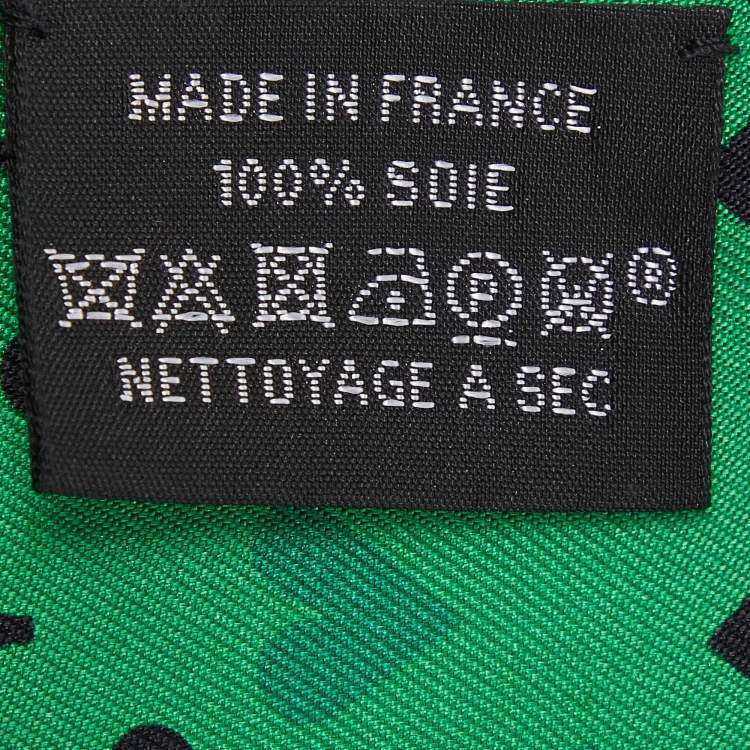 MADE IN FRANCE
100% SOIE
P ®
NETTOYAGE A SEC